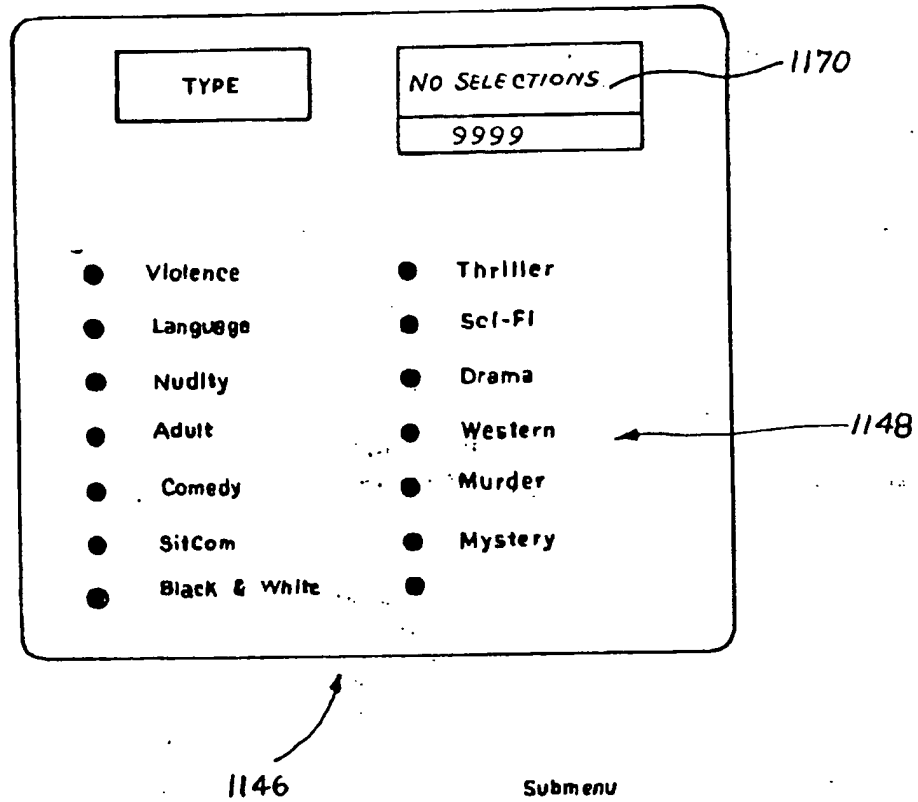 TYPE
NO SELECTIONS
9999
1170
Violence
Language
Nudity
Adult
Comedy
SitCom
Black & White
Thriller
Sci-Fi
Drama
Western
Murder
Mystery
1148
1146
Submenu